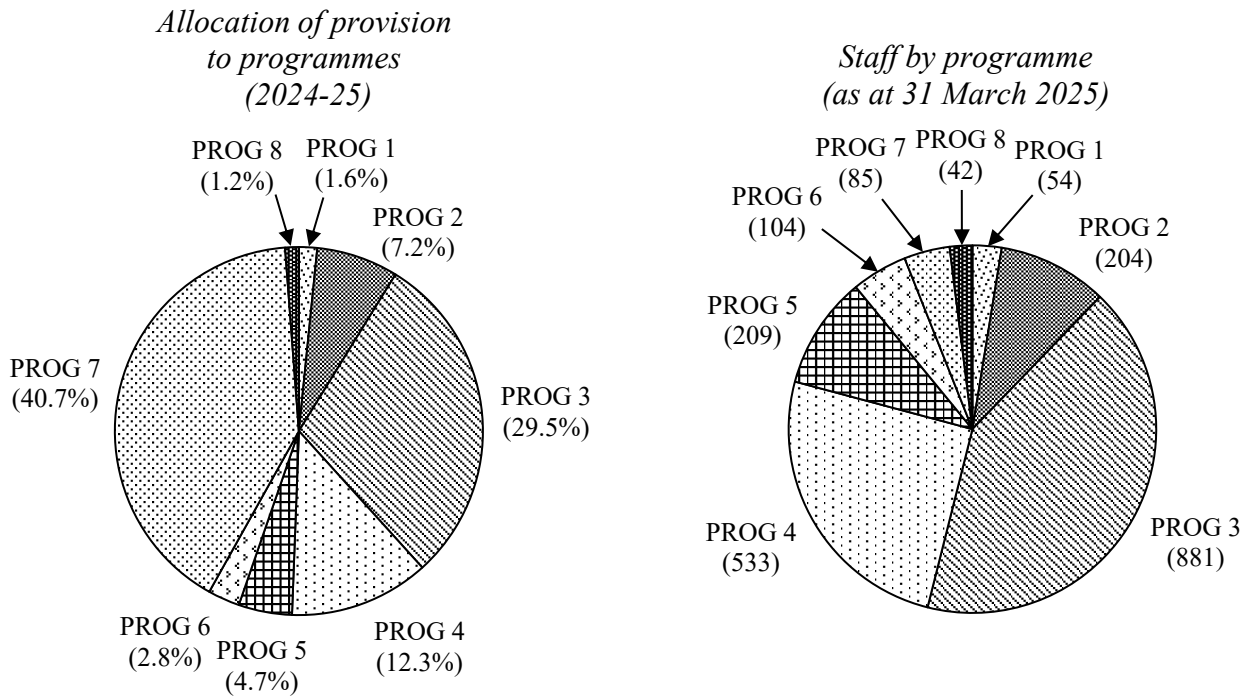 Allocation of provision
to programmes
(2024-25)
PROG 8
(1.2%)
PROG 1
(1.6%)
PROG 2
(7.2%)
PROG 3
(29.5%)
PROG 4
(12.3%)
PROG 5
(4.7%)
PROG 6
(2.8%)
PROG 7
(40.7%)
Staff by programme
(as at 31 March 2025)
PROG 8
(42)
PROG 1
(54)
PROG 2
(204)
PROG 3
(881)
PROG 4
(533)
PROG 5
(209)
PROG 6
(104)
PROG 7
(85)